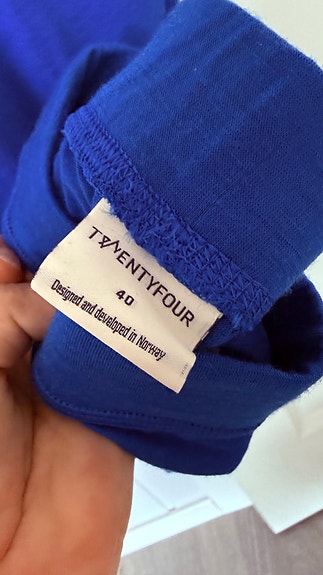 TWENTYFOUR
40
Designed and developed in Norway